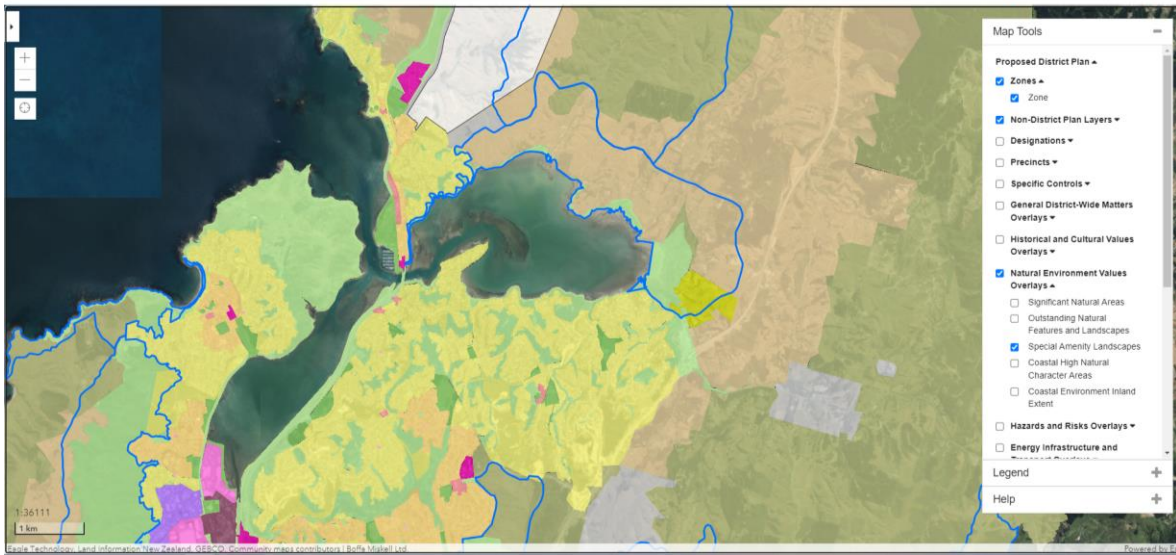 Map Tools
Proposed District Plan
Zones
Zone
Non-District Plan Layers
Designations
Precincts
Specific Controls
General District-Wide Matters
Overlays
Historical and Cultural Values
Overlays
Natural Environment Values
Overlays
Significant Natural Areas
Outstanding Natural
Features and Landscapes
Special Amenity Landscapes
Coastal High Natural
Character Areas
Coastal Environment Inland
Extent
Hazards and Risks Overlays
Energy Infrastructure and
Legend
Help
1:36111
1 km
Eagle Technology, Land Information New Zealand, GEBCO, Community maps contributors | Boffa Miskell Ltd
Powered by